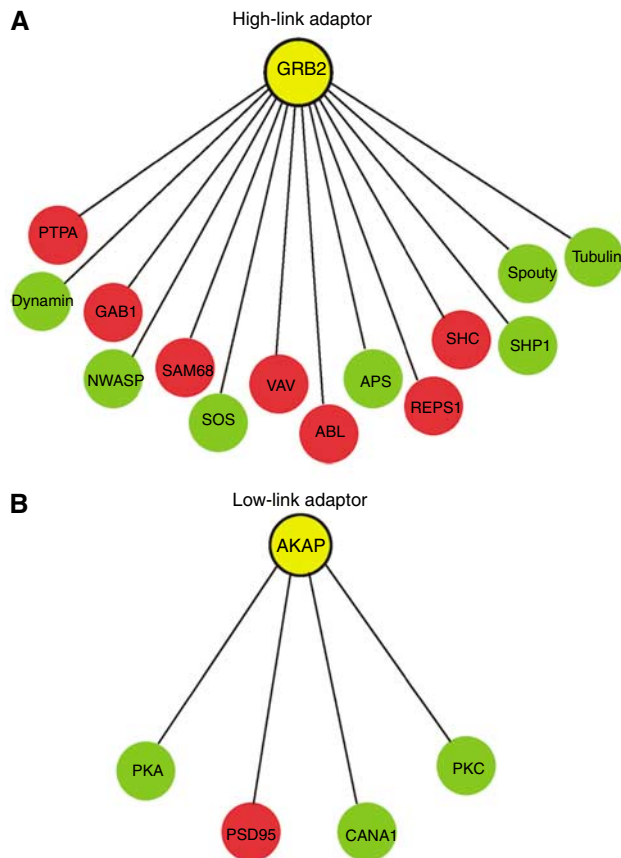 A
High-link adaptor
GRB2
PTPA
Dynamin
GAB1
NWASP
SAM68
SOS
VAV
ABL
APS
REPS1
SHC
SHP1
Spouty
Tubulin
B
Low-link adaptor
AKAP
PKA
PSD95
CANA1
PKC